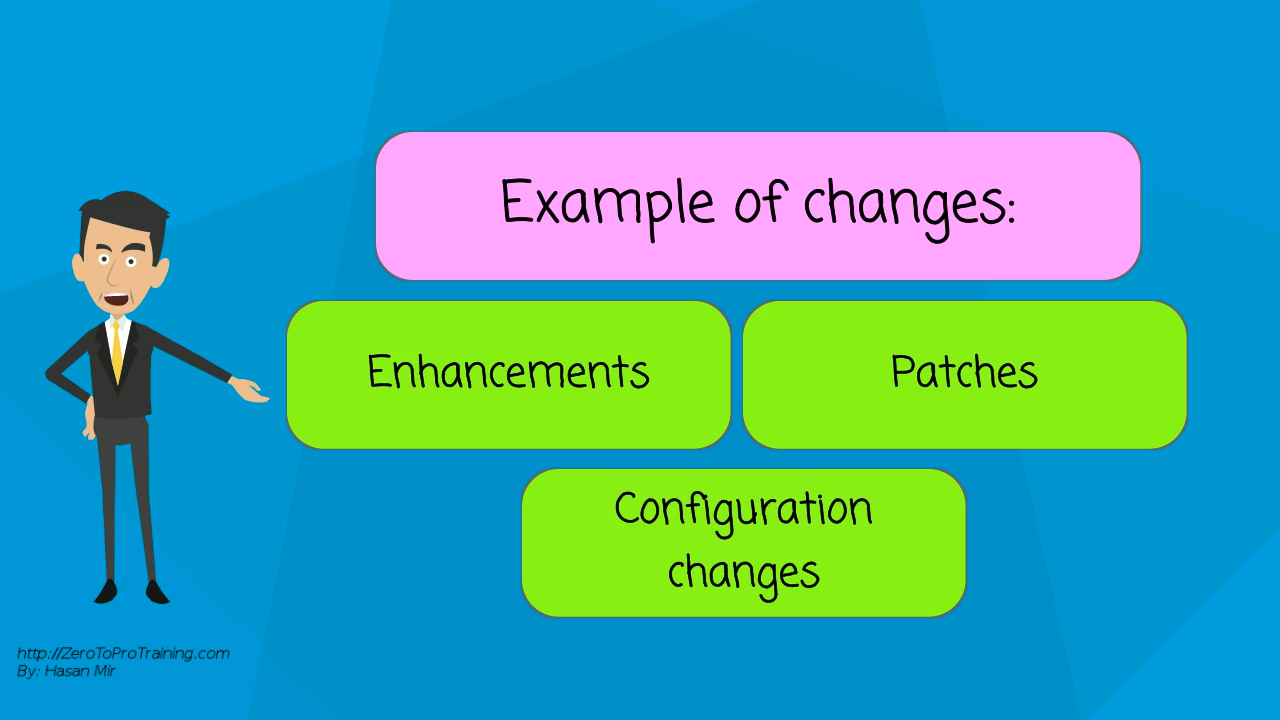 Example of changes:
Enhancements
Patches
Configuration
changes
http://ZeroToProTraining.com
By: Hasan Mir